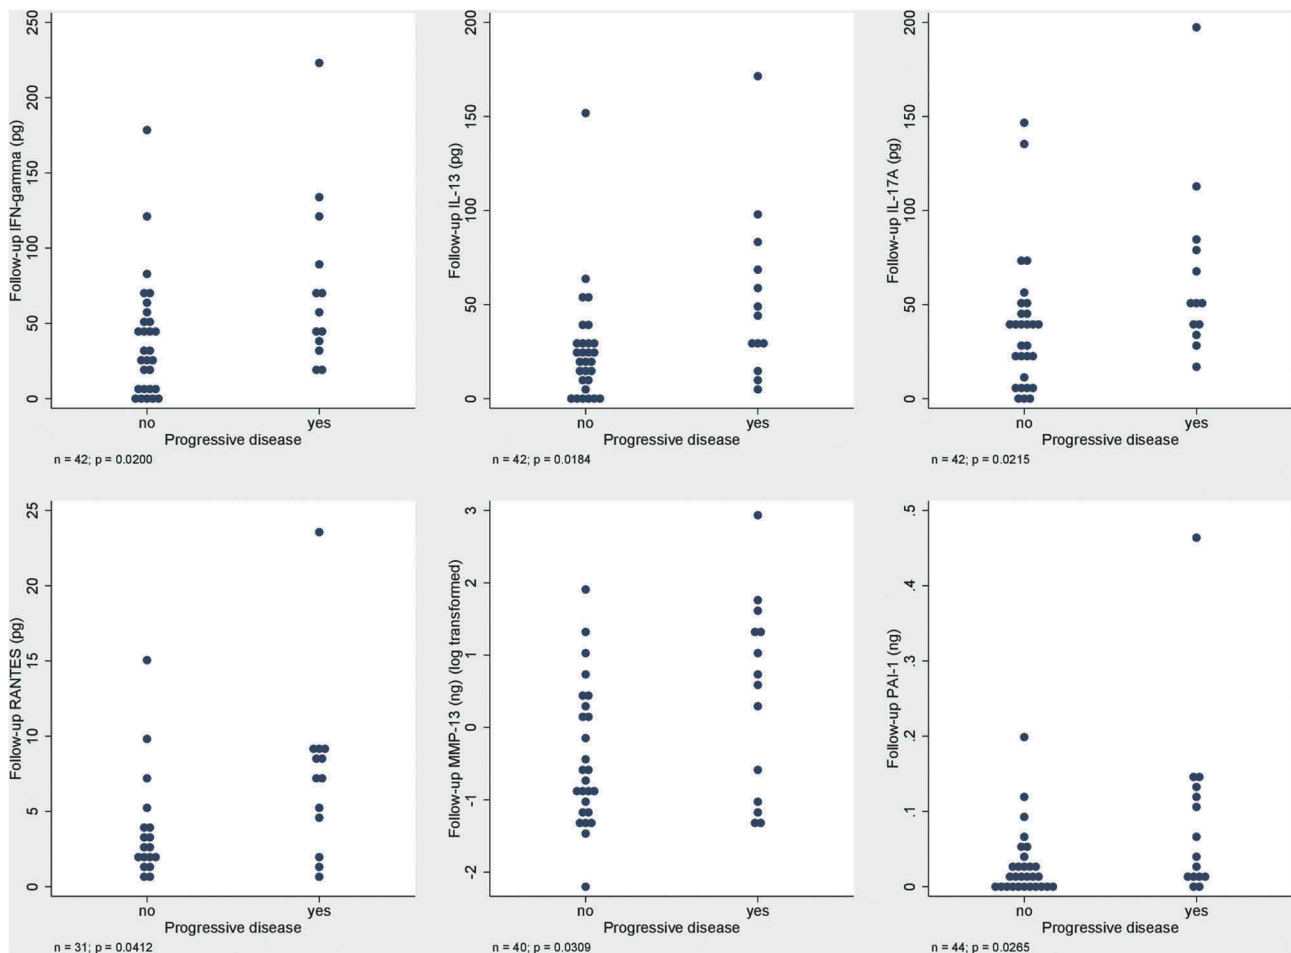 Follow-up IFN-gamma (pg)
250
200
150
100
50
0
no
yes
Progressive disease
n = 42; p = 0.0200
Follow-up IL-13 (pg)
200
150
100
50
0
no
yes
Progressive disease
n = 42; p = 0.0184
Follow-up IL-17A (pg)
200
150
100
50
0
no
yes
Progressive disease
n = 42; p = 0.0215
Follow-up RANTES (pg)
25
20
15
10
5
0
no
yes
Progressive disease
n = 31; p = 0.0412
Follow-up MMP-13 (ng) (log transformed)
3
2
1
0
-1
-2
no
yes
Progressive disease
n = 40; p = 0.0309
Follow-up PAI-1 (ng)
.5
.4
.3
.2
.1
0
no
yes
Progressive disease
n = 44; p = 0.0265